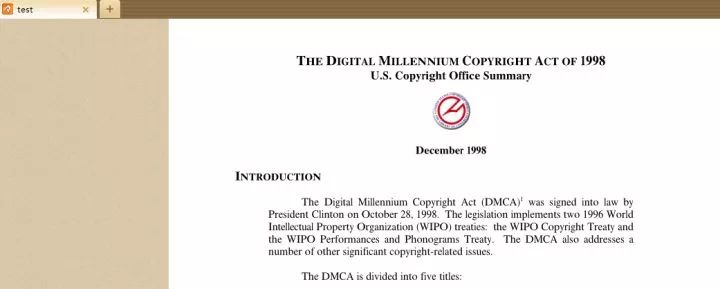 test
THE DIGITAL MILLENNIUM COPYRIGHT ACT OF 1998
U.S. Copyright Office Summary
December 1998
INTRODUCTION
The Digital Millennium Copyright Act (DMCA)¹ was signed into law by
President Clinton on October 28, 1998. The legislation implements two 1996 World
Intellectual Property Organization (WIPO) treaties: the WIPO Copyright Treaty and
the WIPO Performances and Phonograms Treaty. The DMCA also addresses a
number of other significant copyright-related issues.
The DMCA is divided into five titles: